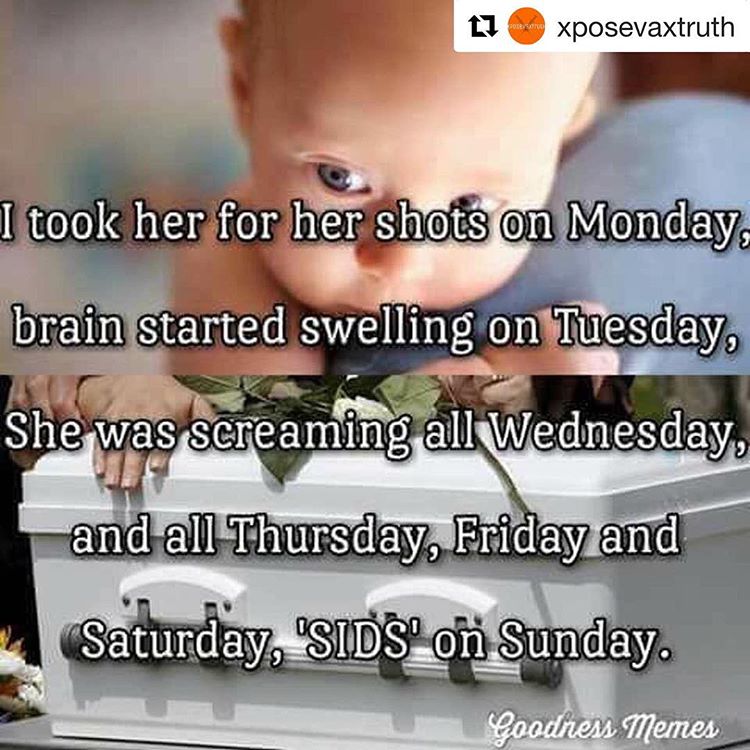 xposevaxtruth
I took her for her shots on Monday,
brain started swelling on Tuesday,
She was screaming all Wednesday,
and all Thursday, Friday and
Saturday, 'SIDS' on Sunday.
Goodness Memes